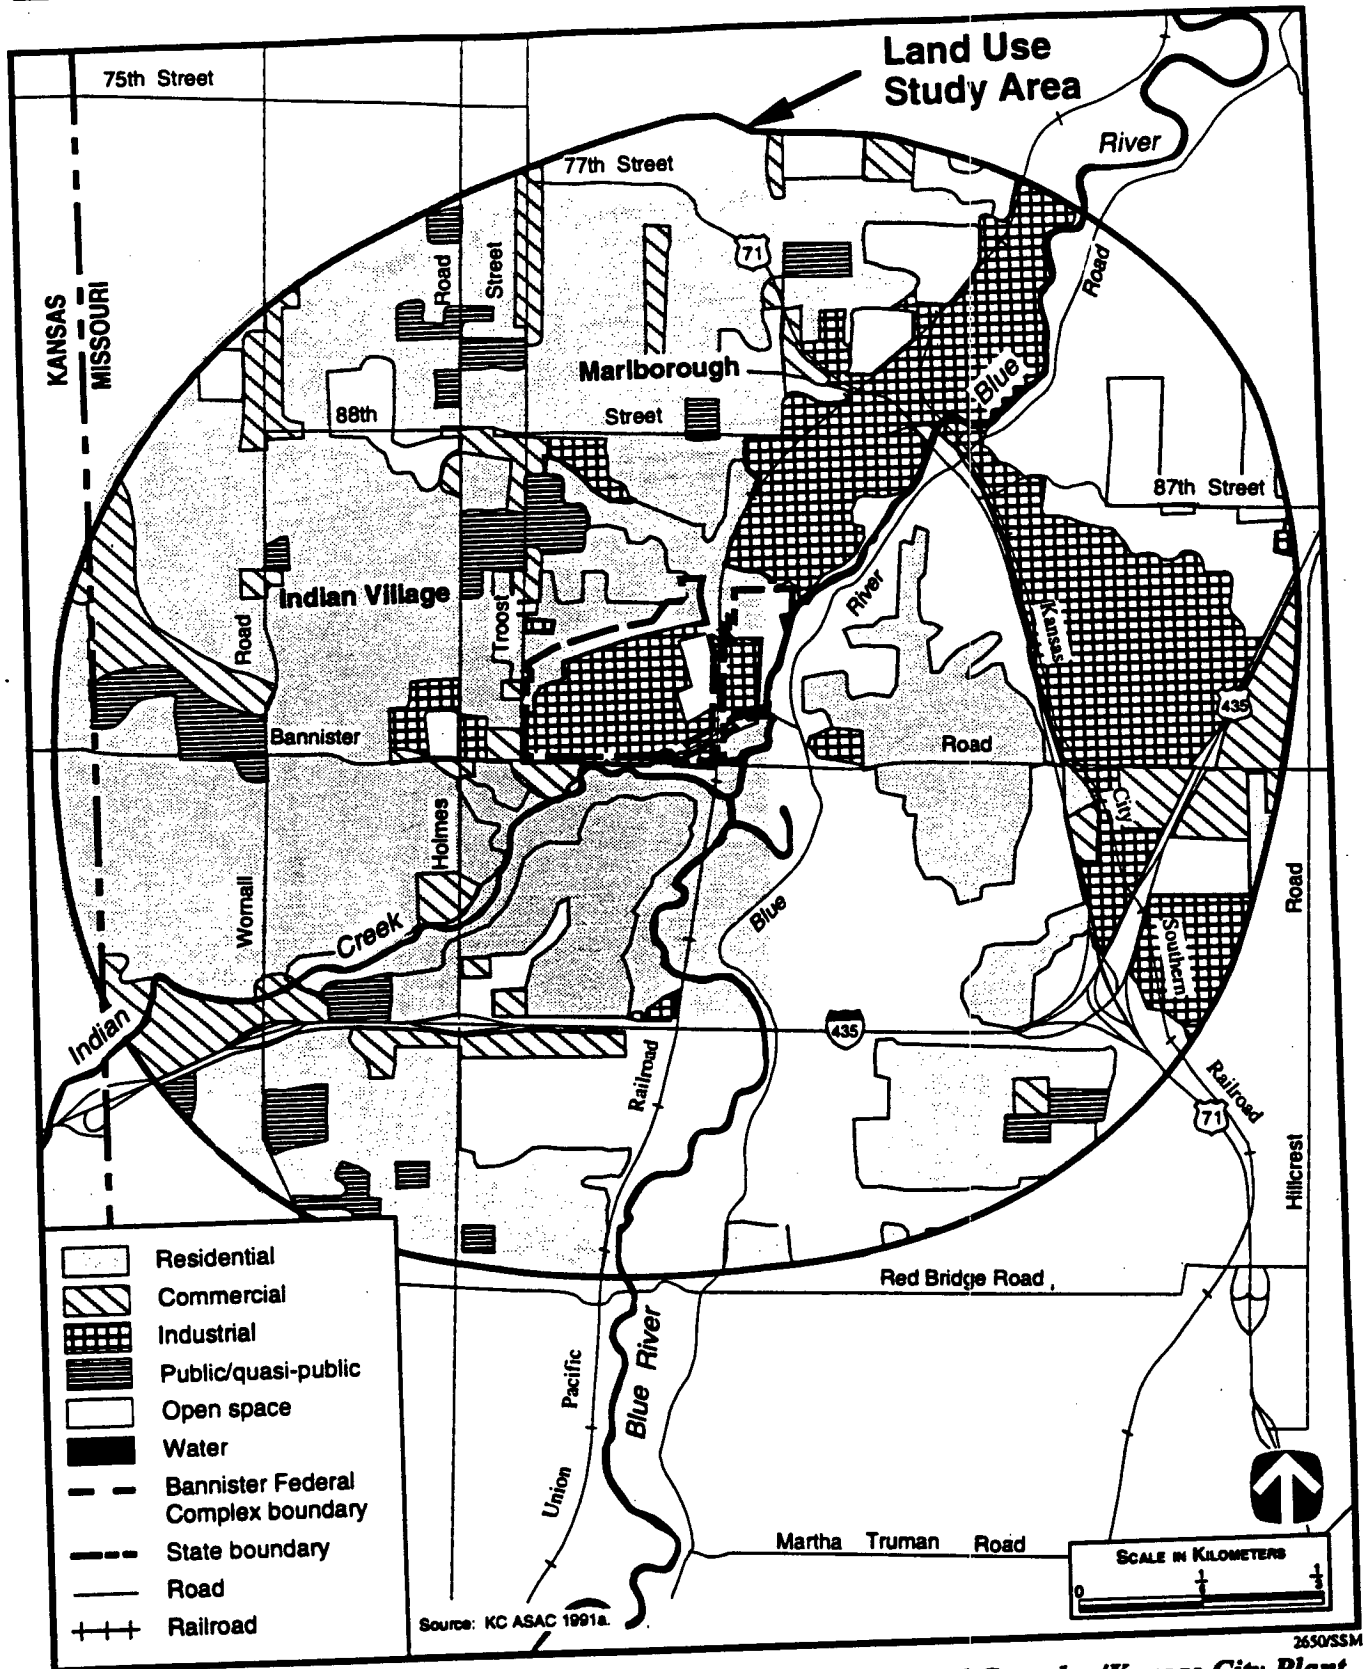 Land Use
Study Area
75th Street
River
77th Street
71
Road
Street
Road
KANSAS
MISSOURI
Marlborough
Blue
88th
Street
87th Street
Indian Village
River
Troost
Road
Kansas
435
Bannister
Road
City
Holmes
Road
Wornall
Blue
Creek
Southern
Indian
435
Railroad
Railroad
71
Hillcrest
Residential
Commercial
Industrial
Public/quasi-public
Open space
Water
Bannister Federal
Complex boundary
State boundary
Road
Railroad
Red Bridge Road
Pacific
Blue River
Union
Martha Truman Road
SCALE IN KILOMETERS
0
Source: KC ASAC 1991a.
2650/SSM
City Plant